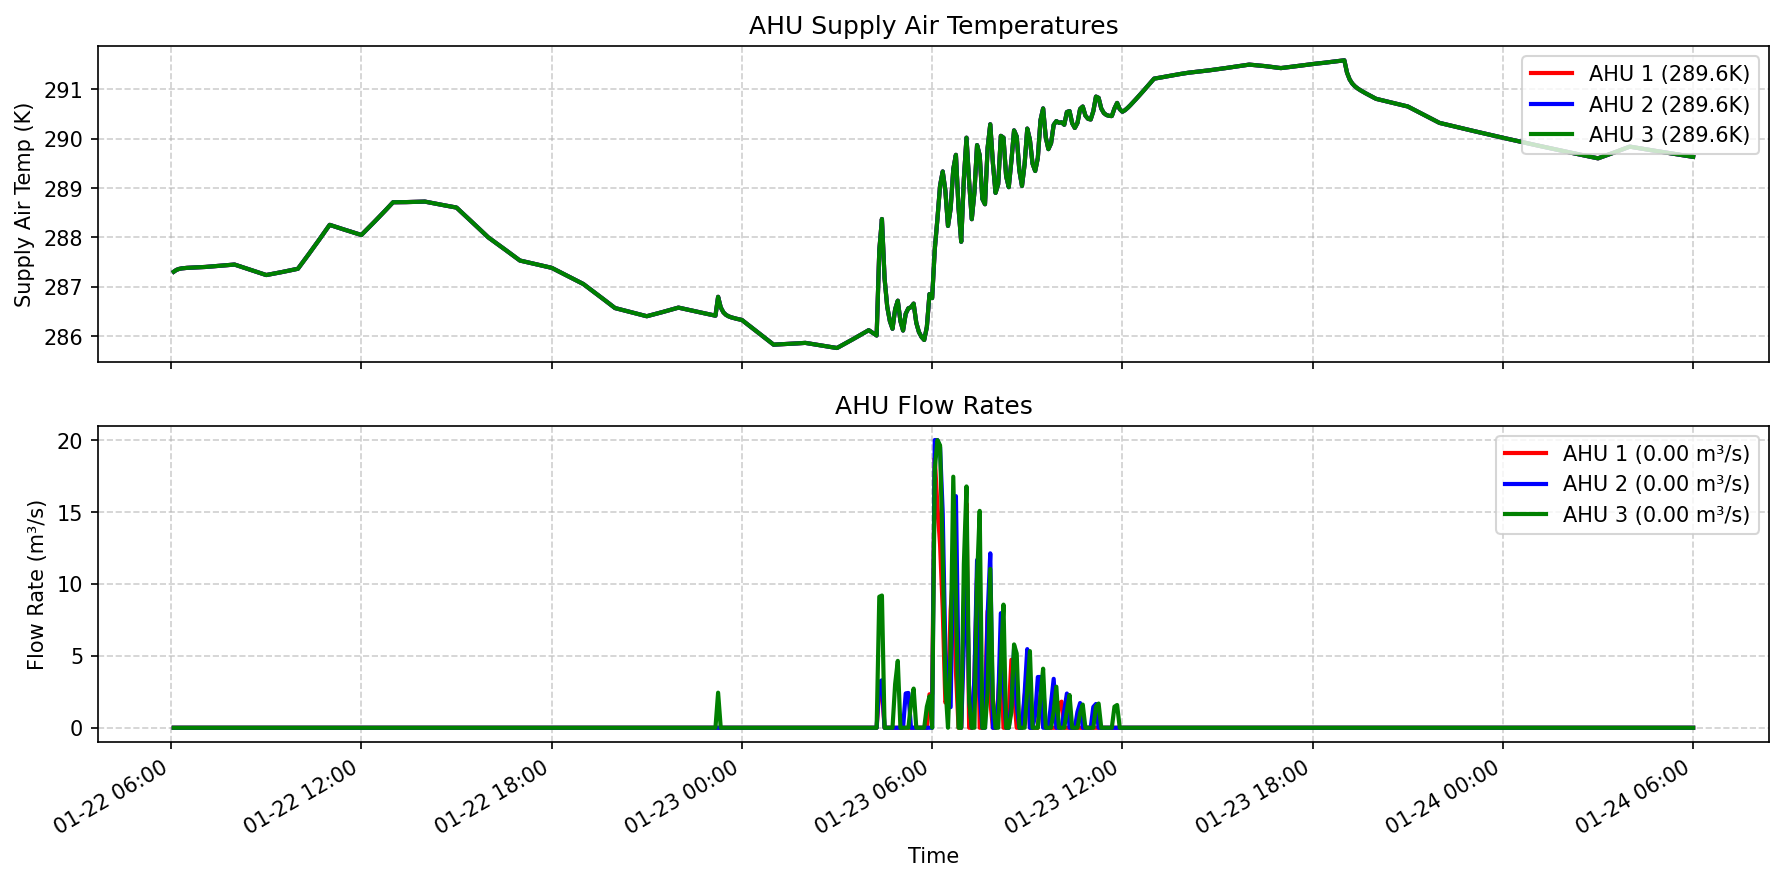 AHU Supply Air Temperatures
Supply Air Temp (K)
291
290
289
288
287
286
AHU 1 (289.6K)
AHU 2 (289.6K)
AHU 3 (289.6K)
AHU Flow Rates
Flow Rate (m³/s)
20
15
10
5
0
AHU 1 (0.00 m³/s)
AHU 2 (0.00 m³/s)
AHU 3 (0.00 m³/s)
01-22 06:00
01-22 12:00
01-22 18:00
01-23 00:00
01-23 06:00
01-23 12:00
01-23 18:00
01-24 00:00
01-24 06:00
Time